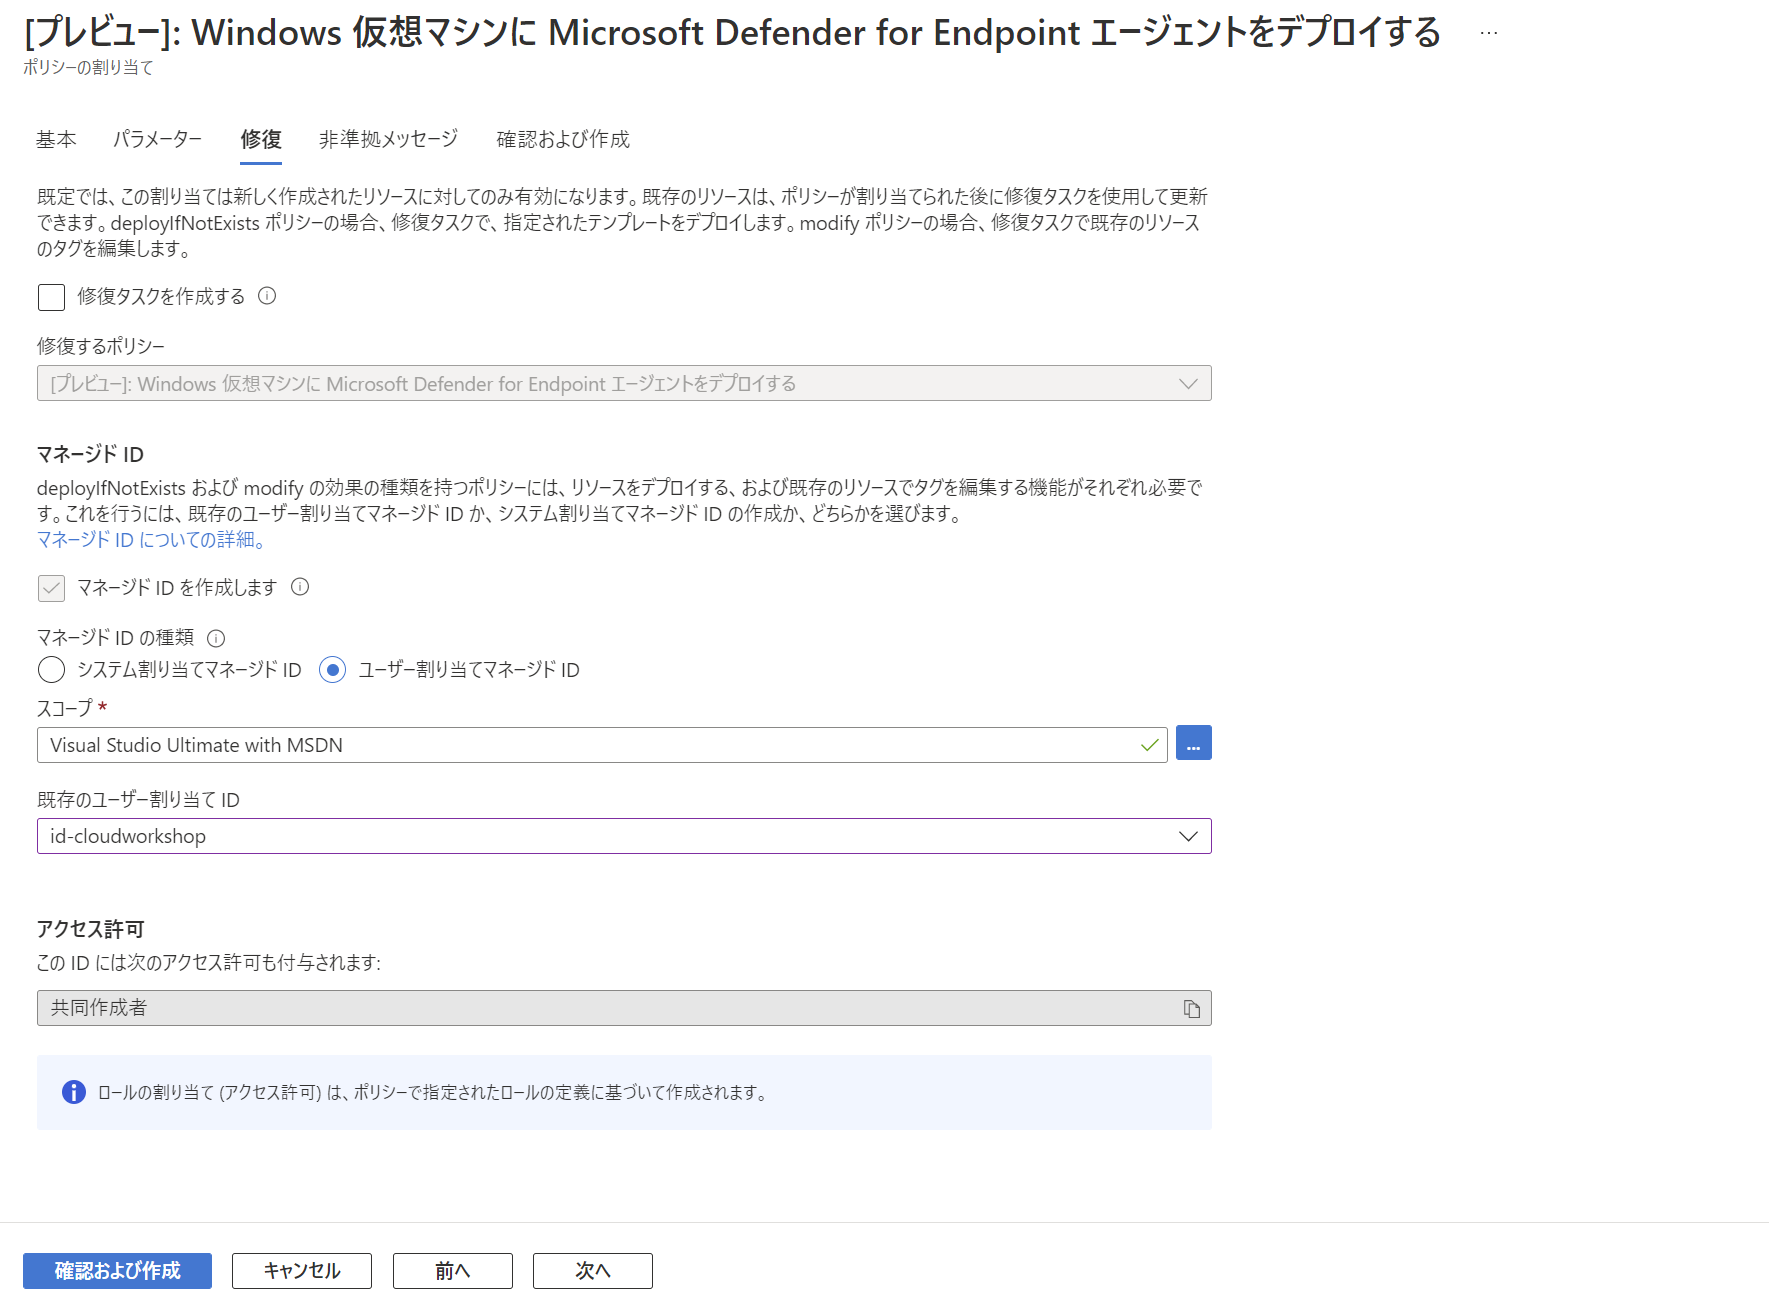 [プレビュー]: Windows 仮想マシンに Microsoft Defender for Endpoint エージェントをデプロイする ...
ポリシーの割り当て
基本 パラメーター 修復 非準拠メッセージ 確認および作成
既定では、この割り当ては新しく作成されたリソースに対してのみ有効になります。既存のリソースは、ポリシーが割り当てられた後に修復タスクを使用して更新
できます。deployIfNotExists ポリシーの場合、修復タスクで、指定されたテンプレートをデプロイします。modify ポリシーの場合、修復タスクで既存のリソース
のタグを編集します。
修復タスクを作成する
修復するポリシー
[プレビュー]: Windows 仮想マシンに Microsoft Defender for Endpoint エージェントをデプロイする
マネージド ID
deployIfNotExists および modify の効果の種類を持つポリシーには、リソースをデプロイする、および既存のリソースでタグを編集する機能がそれぞれ必要で
す。これを行うには、既存のユーザー割り当てマネージド ID か、システム割り当てマネージド ID の作成か、どちらかを選びます。
マネージド ID についての詳細。
マネージド ID を作成します
マネージド ID の種類
システム割り当てマネージド ID ユーザー割り当てマネージド ID
スコープ *
Visual Studio Ultimate with MSDN ...
既存のユーザー割り当て ID
id-cloudworkshop
アクセス許可
この ID には次のアクセス許可も付与されます:
共同作成者
ロールの割り当て (アクセス許可) は、ポリシーで指定されたロールの定義に基づいて作成されます。
確認および作成 キャンセル 前へ 次へ